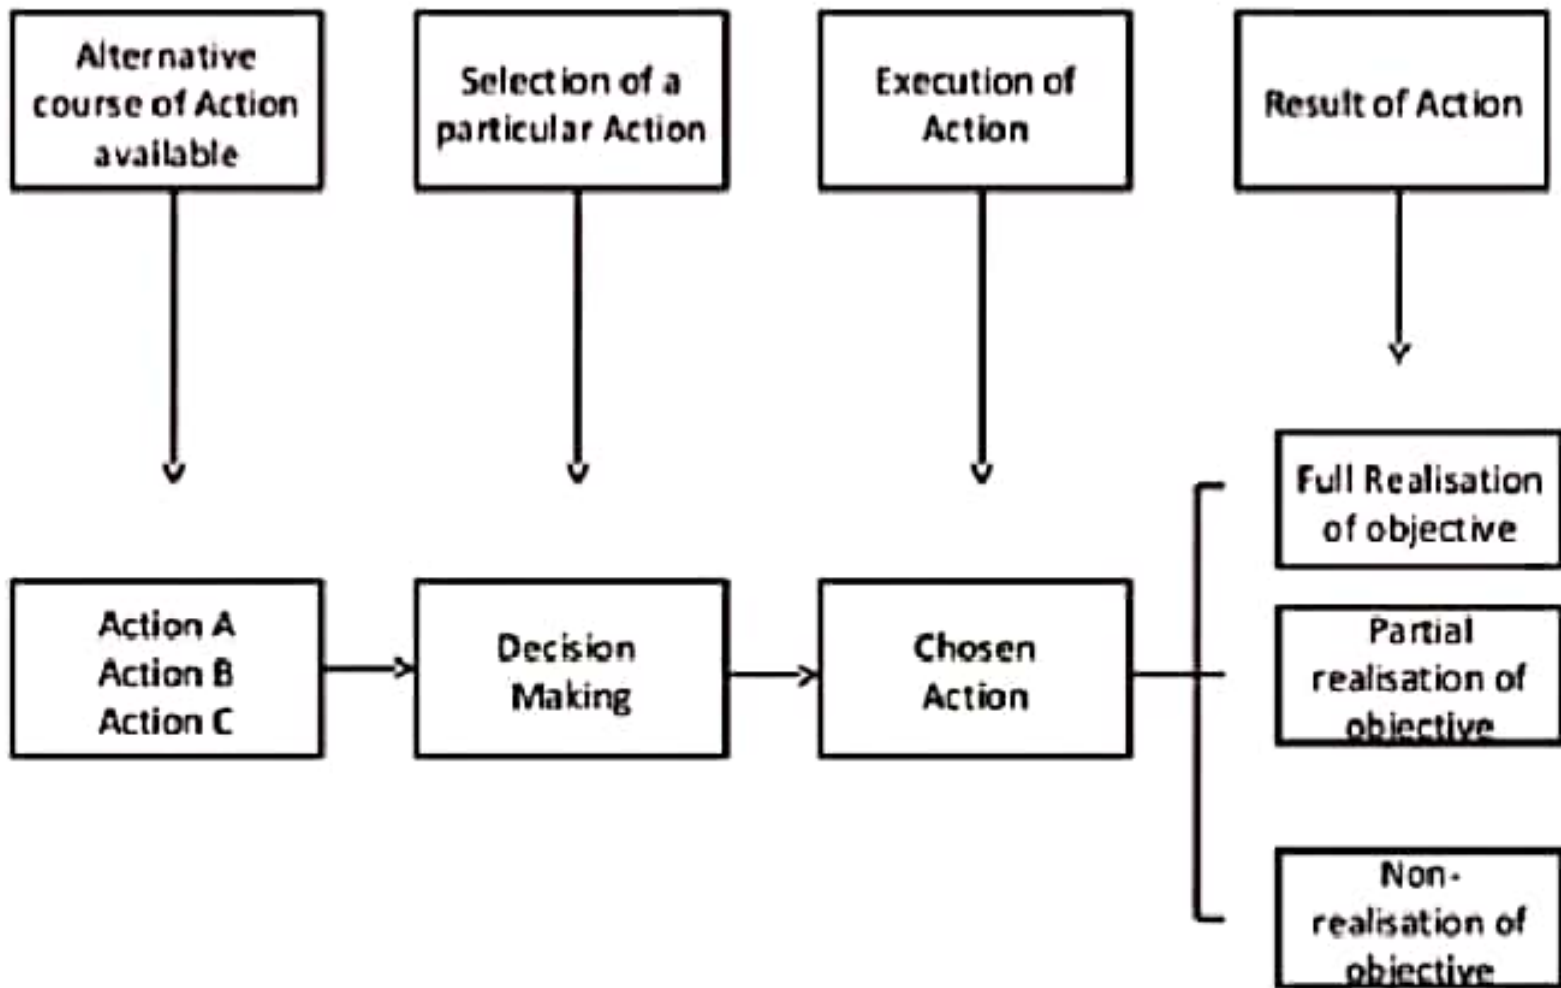 Alternative
course of Action
available
Selection of a
particular Action
Execution of
Action
Result of Action
Action A
Action B
Action C
Decision
Making
Chosen
Action
Full Realisation
of objective
Partial
realisation of
objective
Non-
realisation of
objective